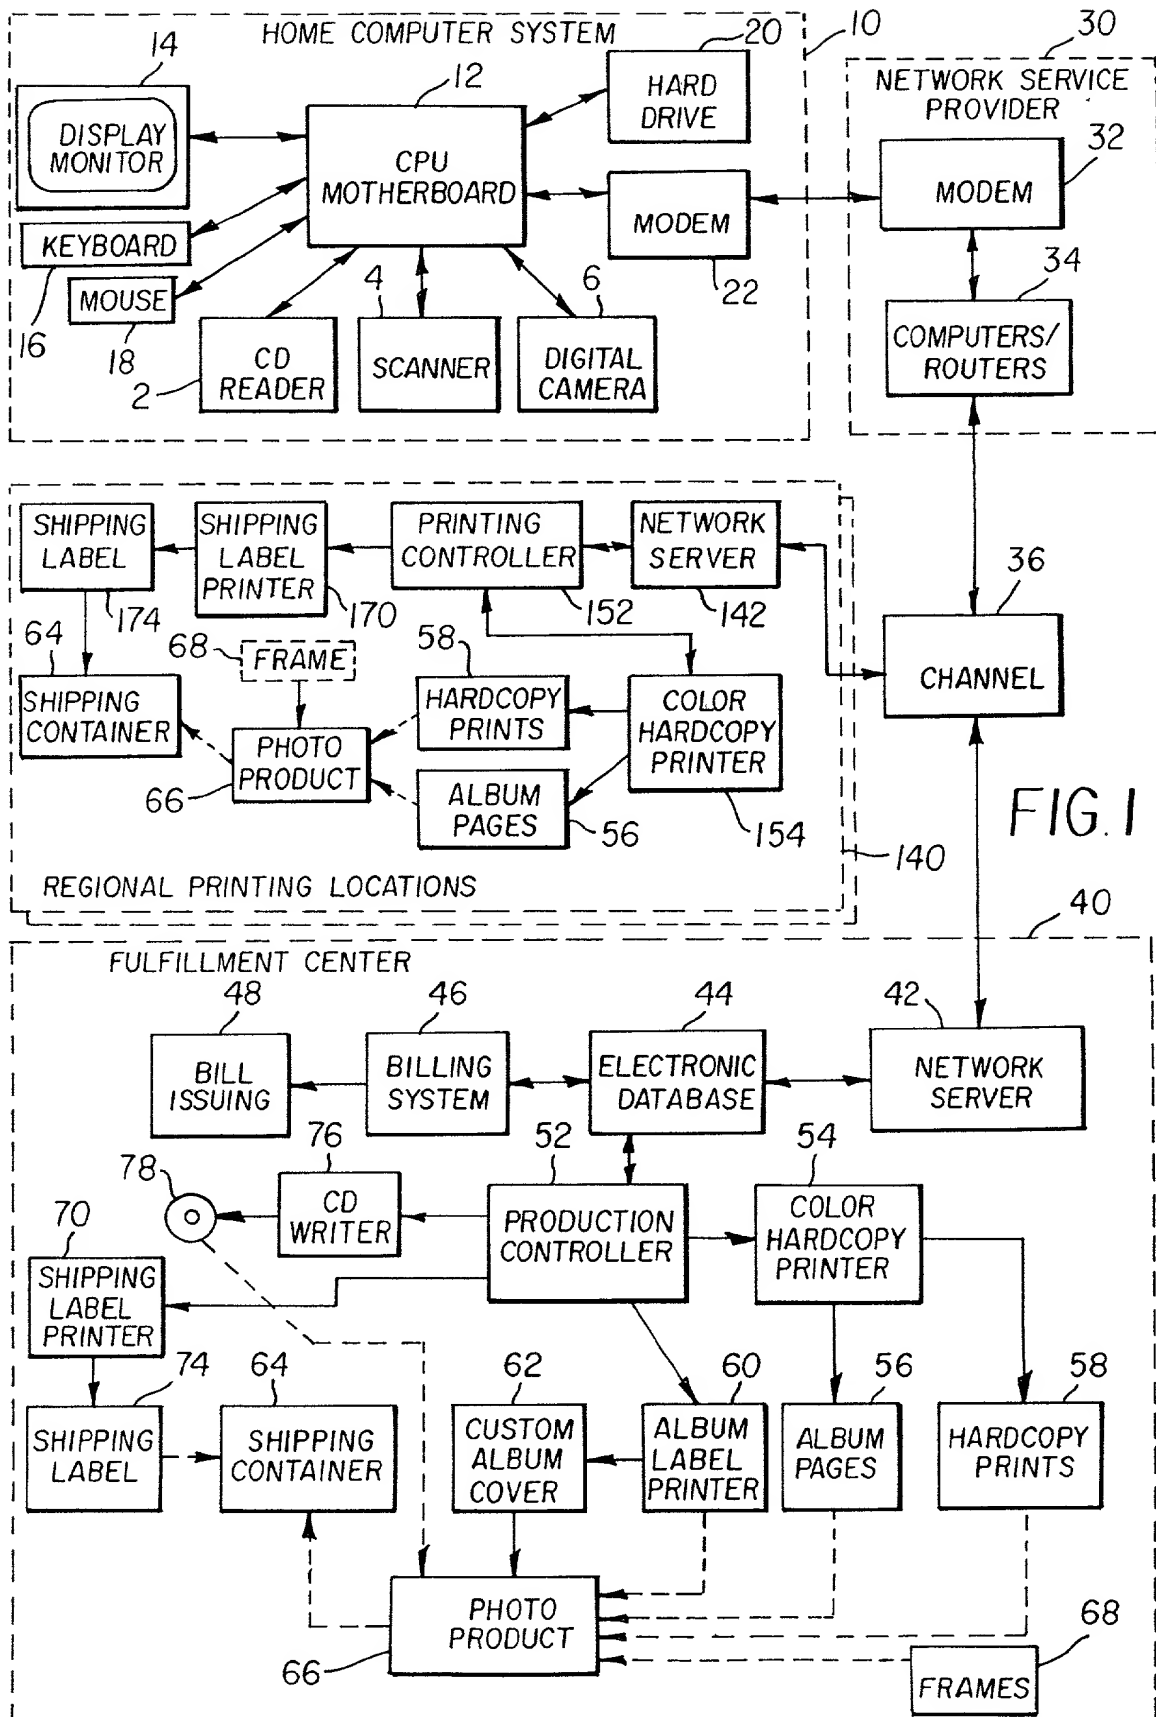 HOME COMPUTER SYSTEM
10
14
DISPLAY
MONITOR
12
CPU
MOTHERBOARD
20
HARD
DRIVE
KEYBOARD
16
MOUSE
18
MODEM
22
2
CD
READER
4
SCANNER
6
DIGITAL
CAMERA
30
NETWORK SERVICE
PROVIDER
32
MODEM
34
COMPUTERS/
ROUTERS
SHIPPING
LABEL
174
SHIPPING
LABEL
PRINTER
170
PRINTING
CONTROLLER
152
NETWORK
SERVER
142
36
CHANNEL
64
SHIPPING
CONTAINER
68
FRAME
PHOTO
PRODUCT
66
58
HARDCOPY
PRINTS
ALBUM
PAGES
56
COLOR
HARDCOPY
PRINTER
154
140
REGIONAL PRINTING LOCATIONS
FIG. 1
40
FULFILLMENT CENTER
48
BILL
ISSUING
46
BILLING
SYSTEM
44
ELECTRONIC
DATABASE
42
NETWORK
SERVER
78
76
CD
WRITER
52
PRODUCTION
CONTROLLER
54
COLOR
HARDCOPY
PRINTER
70
SHIPPING
LABEL
PRINTER
74
SHIPPING
LABEL
64
SHIPPING
CONTAINER
62
CUSTOM
ALBUM
COVER
60
ALBUM
LABEL
PRINTER
56
ALBUM
PAGES
58
HARDCOPY
PRINTS
PHOTO
PRODUCT
66
68
FRAMES